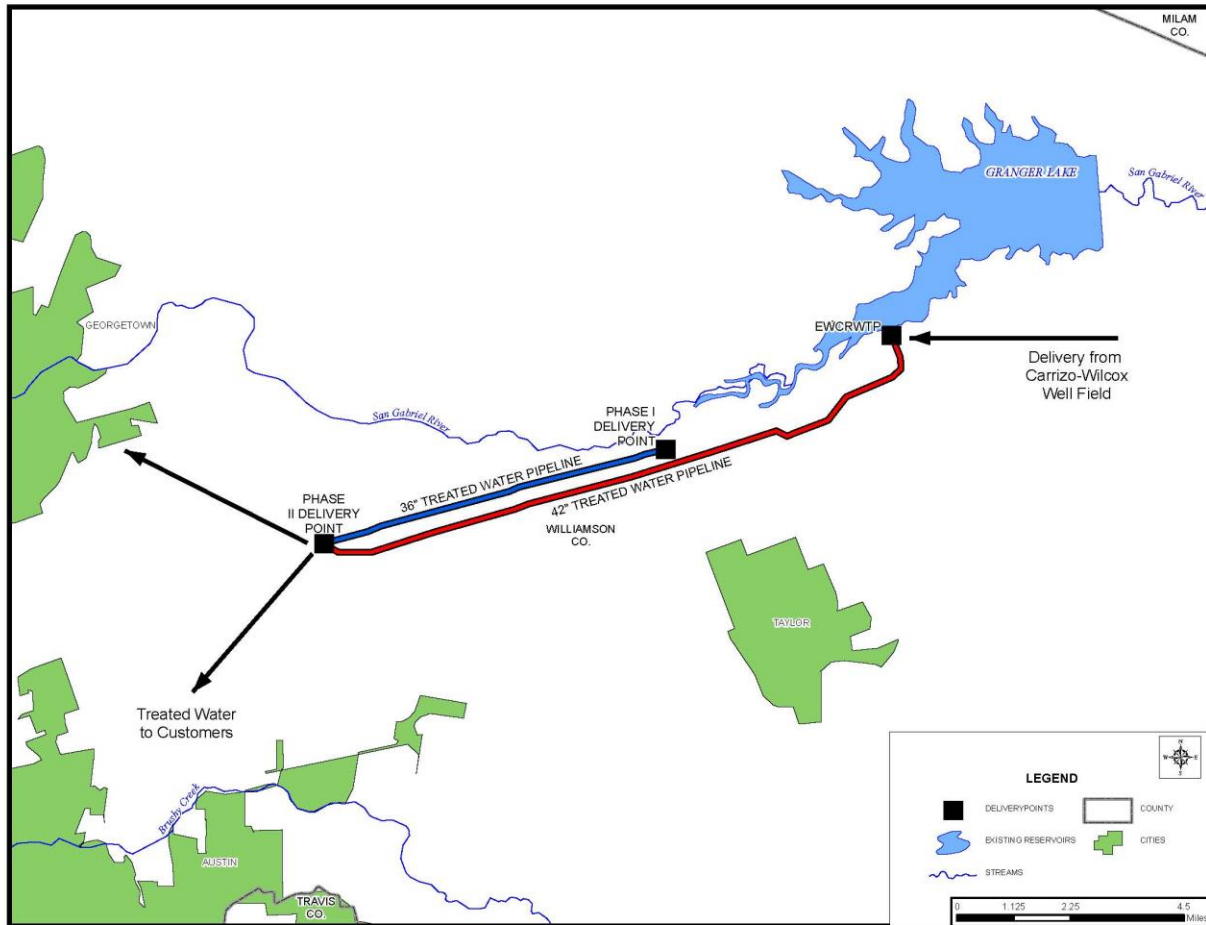 MILAM
CO.
GRANGER LAKE
San Gabriel River
GEORGETOWN
EWCRWTP
Delivery from
Carrizo-Wilcox
Well Field
San Gabriel River
PHASE I
DELIVERY
POINT
36" TREATED WATER PIPELINE
42" TREATED WATER PIPELINE
PHASE
II DELIVERY
POINT
WILLIAMSON
CO.
TAYLOR
Treated Water
to Customers
Brushy Creek
AUSTIN
TRAVIS
CO.
N
W
E
S
LEGEND
DELIVERYPOINTS
COUNTY
EXISTING RESERVOIRS
CITIES
STREAMS
0 1.125 2.25 4.5
Miles